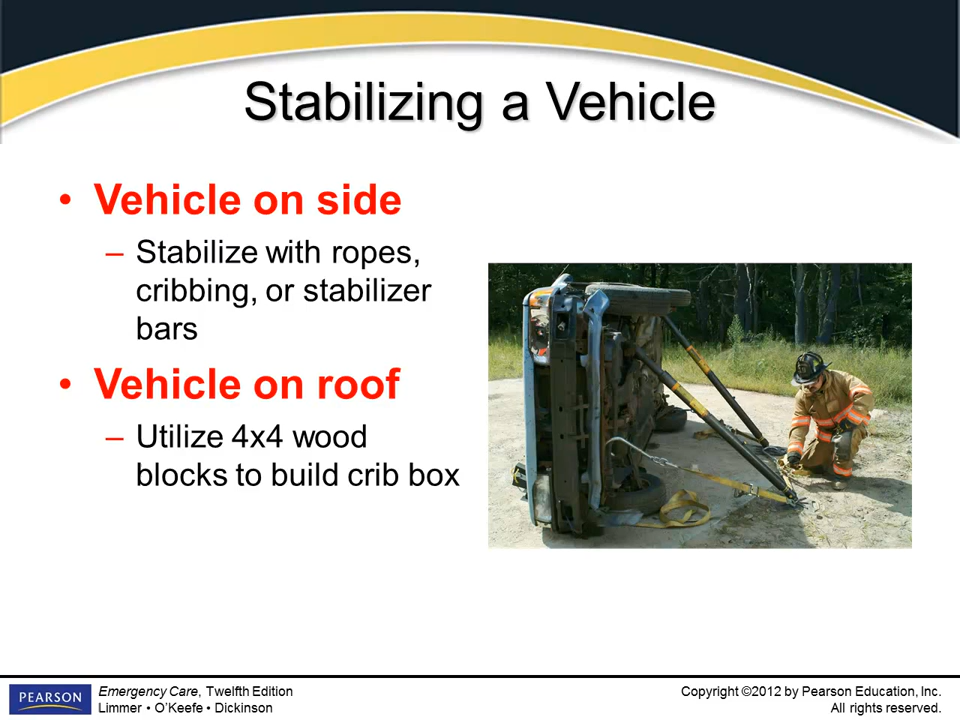 Stabilizing a Vehicle
• Vehicle on side
– Stabilize with ropes,
cribbing, or stabilizer
bars
• Vehicle on roof
– Utilize 4x4 wood
blocks to build crib box
PEARSON
Emergency Care, Twelfth Edition
Limmer • O’Keefe • Dickinson
Copyright ©2012 by Pearson Education, Inc.
All rights reserved.